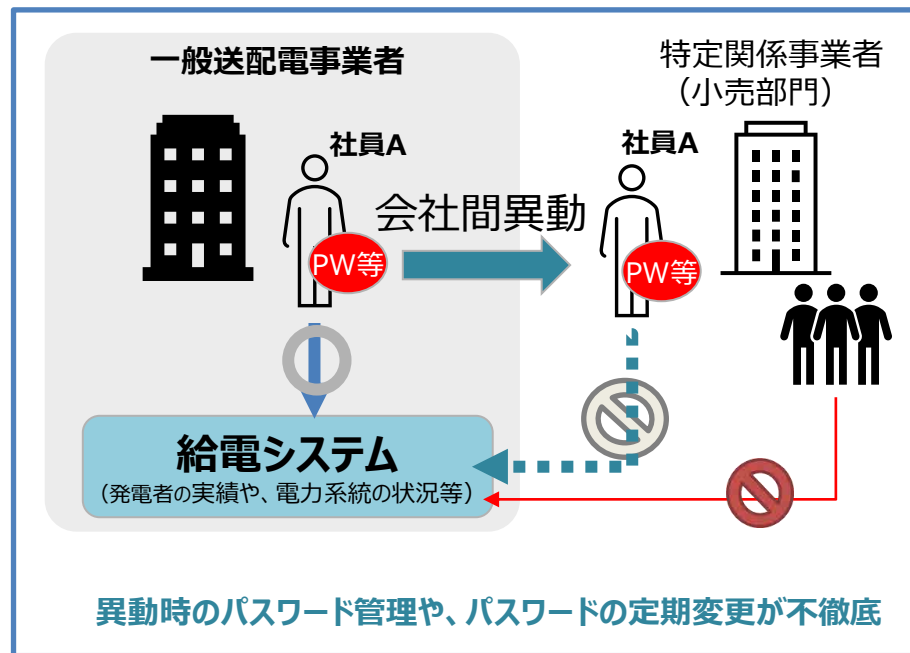 一般送配電事業者
特定関係事業者
（小売部門）
社員A
社員A
会社間異動
PW等
PW等
給電システム
（発電者の実績や、電力系統の状況等）
異動時のパスワード管理や、パスワードの定期変更が不徹底